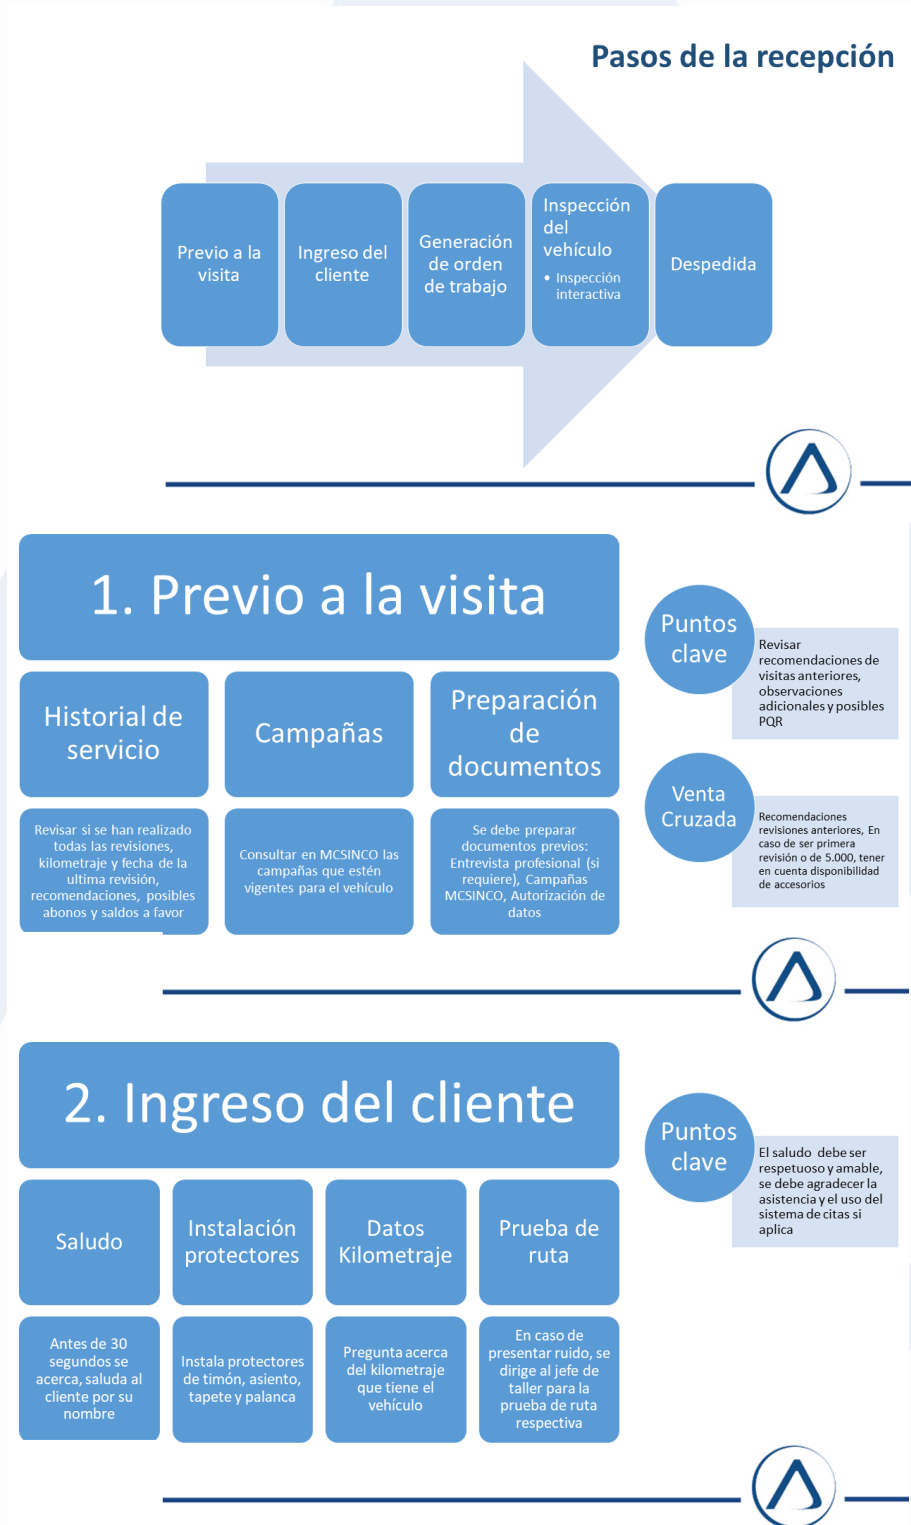 Pasos de la recepción
Previo a la
visita
Ingreso del
cliente
Generación
de orden
de trabajo
Inspección
del
vehículo
• Inspección
interactiva
Despedida
1. Previo a la visita
Historial de
servicio
Campañas
Preparación
de
documentos
Revisar si se han realizado
todas las revisiones,
kilometraje y fecha de la
ultima revisión,
recomendaciones, posibles
abonos y saldos a favor
Consultar en MCSINCO las
campañas que estén
vigentes para el vehículo
Se debe preparar
documentos previos:
Entrevista profesional (si
requiere), Campañas
MCSINCO, Autorización de
datos
Puntos
clave
Revisar
recomendaciones de
visitas anteriores,
observaciones
adicionales y posibles
PQR
Venta
Cruzada
Recomendaciones
revisiones anteriores, En
caso de ser primera
revisión o de 5.000, tener
en cuenta disponibilidad
de accesorios
2. Ingreso del cliente
Saludo
Instalación
protectores
Datos
Kilometraje
Prueba de
ruta
Antes de 30
segundos se
acerca, saluda al
cliente por su
nombre
Instala protectores
de timón, asiento,
tapete y palanca
Pregunta acerca
del kilometraje
que tiene el
vehículo
En caso de
presentar ruido, se
dirige al jefe de
taller para la
prueba de ruta
respectiva
Puntos
clave
El saludo debe ser
respetuoso y amable,
se debe agradecer la
asistencia y el uso del
sistema de citas si
aplica